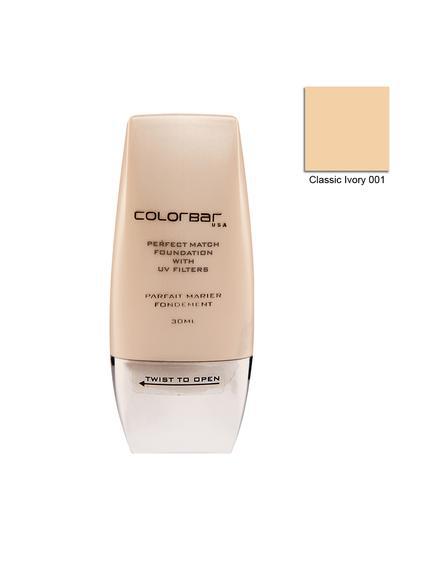 COLORBAR
USA
PERFECT MATCH
FOUNDATION
WITH
UV FILTERS
PARFAIT MARIER
FONDEMENT
30ML
TWIST TO OPEN
Classic Ivory 001